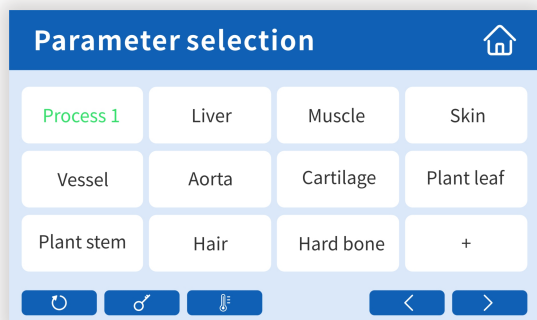 Parameter selection
Process 1 Liver Muscle Skin
Vessel Aorta Cartilage Plant leaf
Plant stem Hair Hard bone +